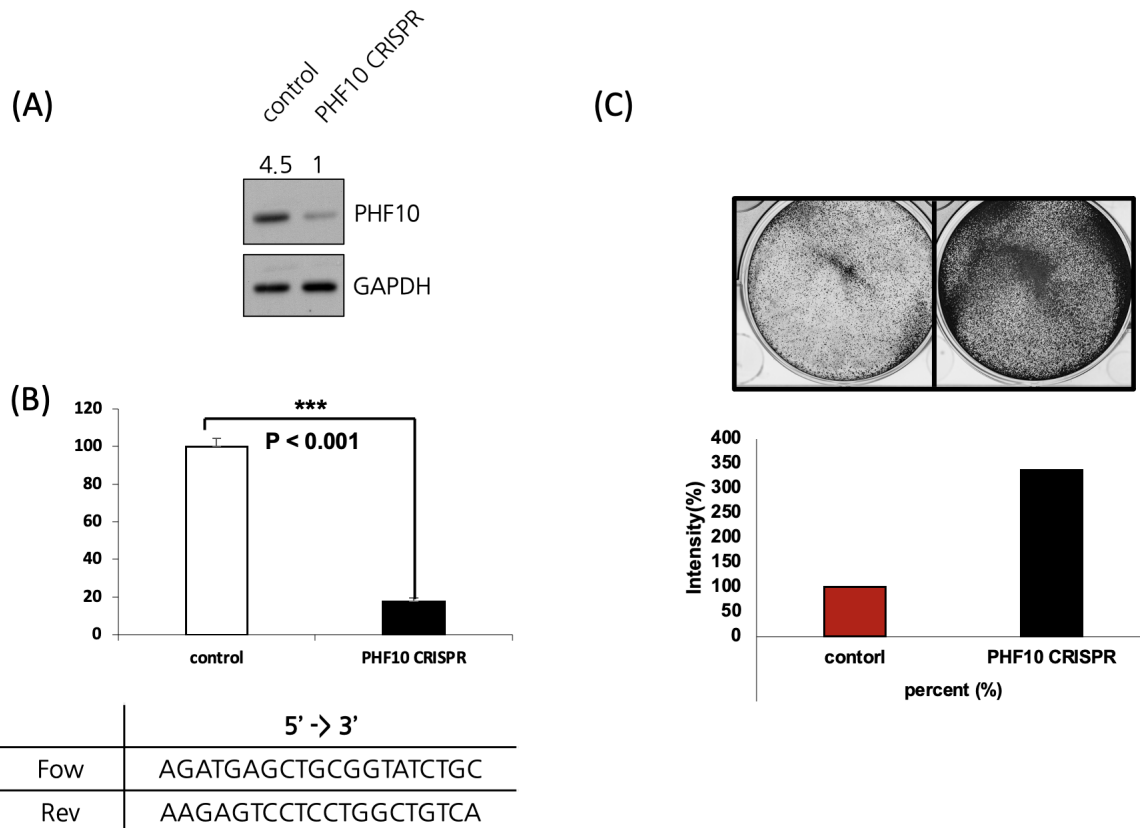 (A)
control
PHF10 CRISPR
4.5 1
PHF10
GAPDH
(B)
120
100
80
60
40
20
0
***
P < 0.001
control
PHF10 CRISPR
5' -> 3'
Fow AGATGAGCTGCGGTATCTGC
Rev AAGAGTCCTCCTGGCTGTCA
(C)
Intensity(%)
400
350
300
250
200
150
100
50
0
contorl
PHF10 CRISPR
percent (%)